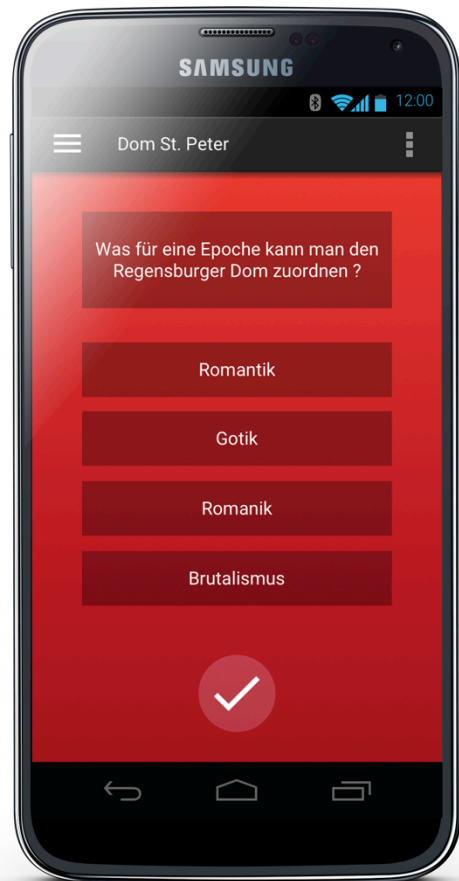 SAMSUNG
12:00
Dom St. Peter
Was für eine Epoche kann man den
Regensburger Dom zuordnen ?
Romantik
Gotik
Romanik
Brutalismus